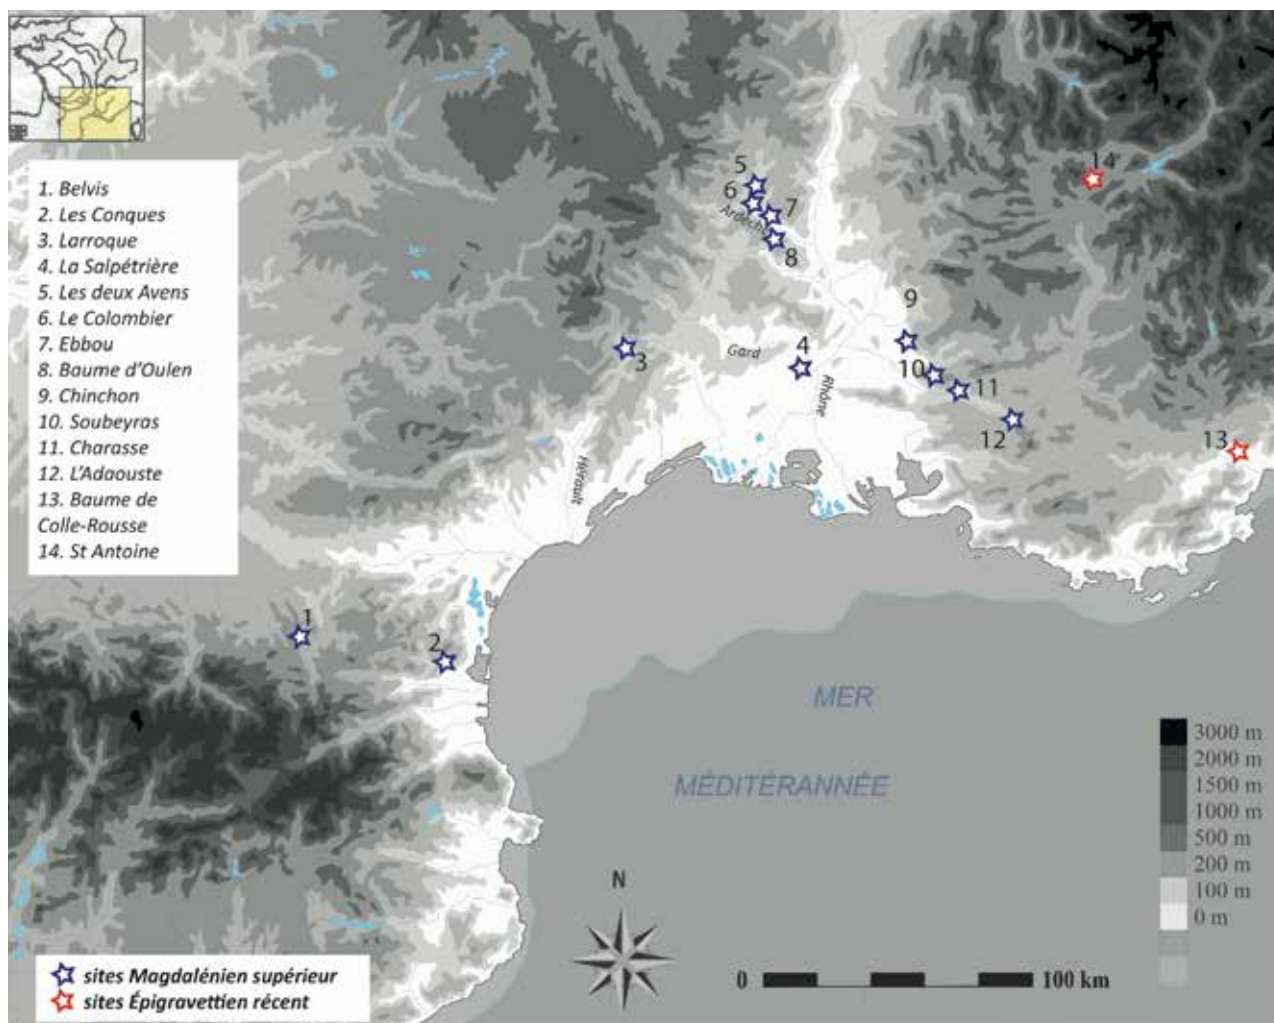 1. Belvis
2. Les Conques
3. Larroque
4. La Salpétrière
5. Les deux Avens
6. Le Colombier
7. Ebbou
8. Baume d'Oulen
9. Chinchon
10. Soubeyras
11. Charasse
12. L'Adaouste
13. Baume de
Colle-Rousse
14. St Antoine
14
5
6
7
Ardèche
8
9
3
Gard
4
10
11
Rhône
12
13
Hérault
1
2
MER
MÉDITÉRANNÉE
3000 m
2000 m
1500 m
1000 m
500 m
200 m
100 m
0 m
N
0 100 km
sites Magdalénien supérieur
sites Épigravettien récent